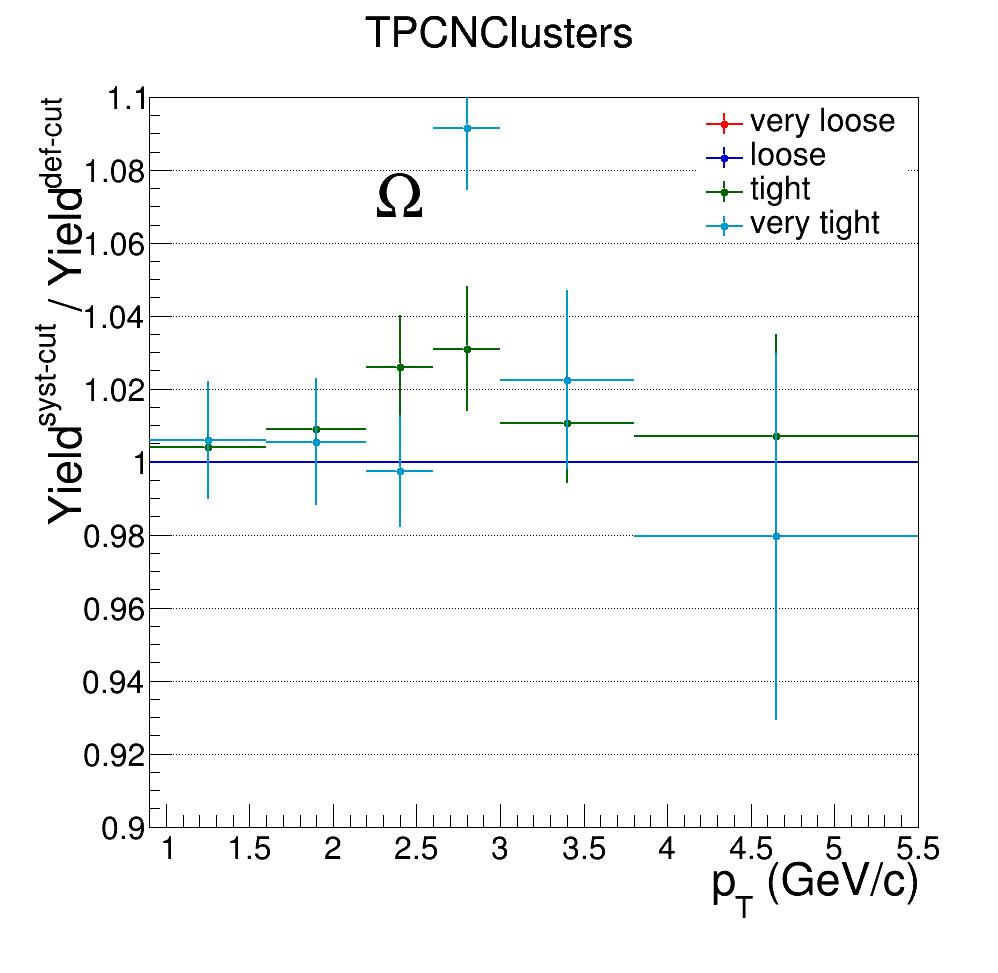 TPCNClusters
Yield^syst-cut / Yield^def-cut
1.1
1.08
1.06
1.04
1.02
1
0.98
0.96
0.94
0.92
0.9
Ω
very loose
loose
tight
very tight
1 1.5 2 2.5 3 3.5 4 4.5 5 5.5
p_T (GeV/c)